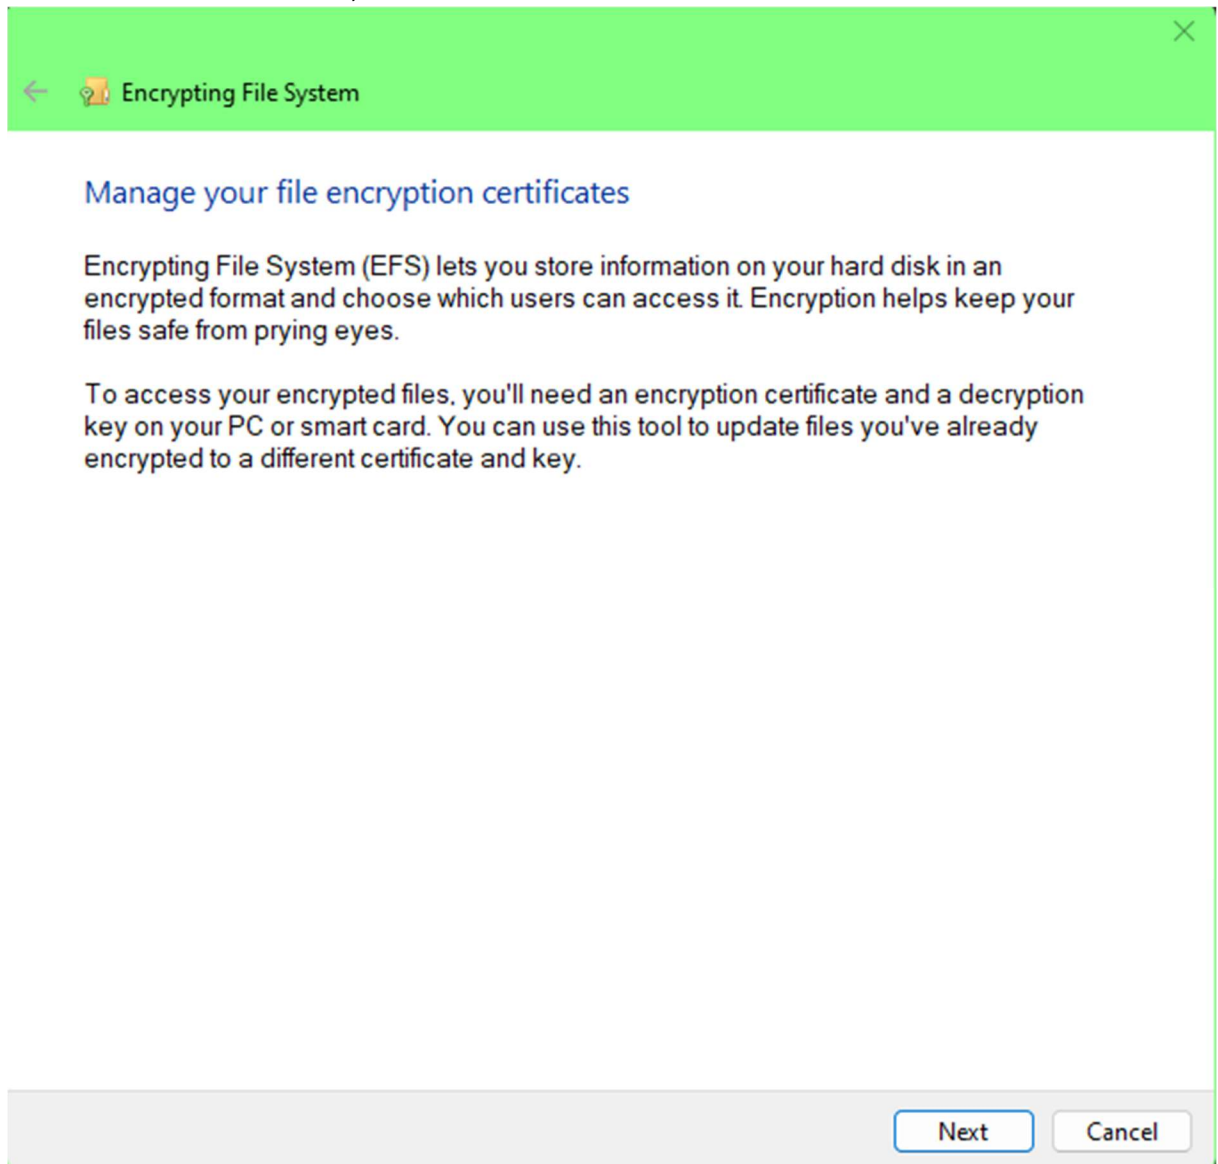 Encrypting File System
Manage your file encryption certificates
Encrypting File System (EFS) lets you store information on your hard disk in an
encrypted format and choose which users can access it. Encryption helps keep your
files safe from prying eyes.
To access your encrypted files, you'll need an encryption certificate and a decryption
key on your PC or smart card. You can use this tool to update files you've already
encrypted to a different certificate and key.
Next
Cancel